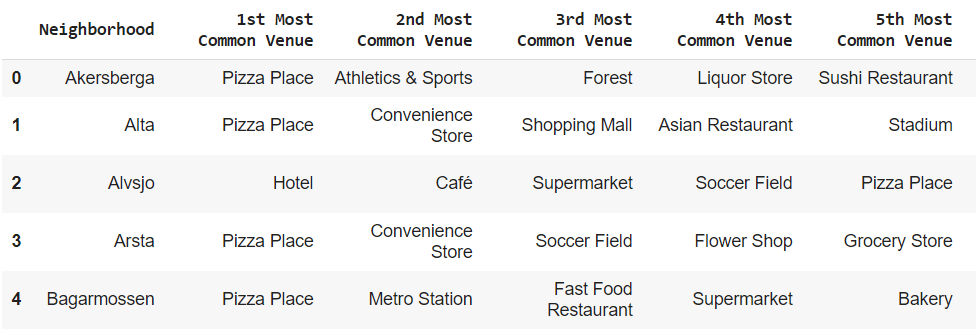 Neighborhood 1st Most Common Venue 2nd Most Common Venue 3rd Most Common Venue 4th Most Common Venue 5th Most Common Venue
0 Akersberga Pizza Place Athletics & Sports Forest Liquor Store Sushi Restaurant
1 Alta Pizza Place Convenience Store Shopping Mall Asian Restaurant Stadium
2 Alvsjo Hotel Café Supermarket Soccer Field Pizza Place
3 Arsta Pizza Place Convenience Store Soccer Field Flower Shop Grocery Store
4 Bagarmossen Pizza Place Metro Station Fast Food Restaurant Supermarket Bakery